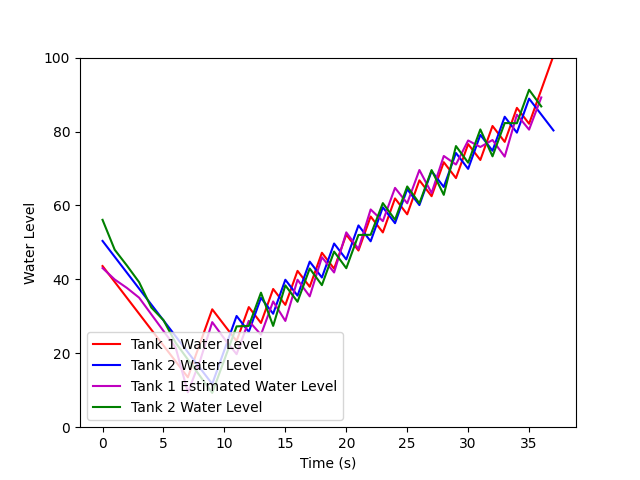 100
80
60
40
20
0
Water Level
Tank 1 Water Level
Tank 2 Water Level
Tank 1 Estimated Water Level
Tank 2 Water Level
0 5 10 15 20 25 30 35
Time (s)